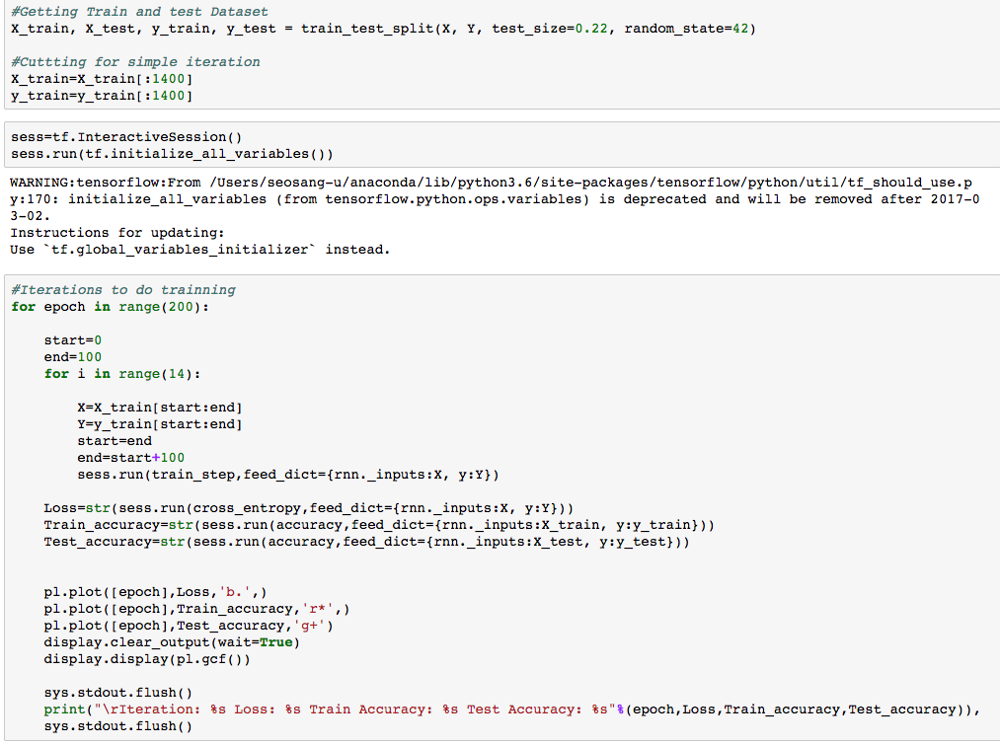 #Getting Train and test Dataset
X_train, X_test, y_train, y_test = train_test_split(X, Y, test_size=0.22, random_state=42)
#Cuttting for simple iteration
X_train=X_train[:1400]
y_train=y_train[:1400]
sess=tf.InteractiveSession()
sess.run(tf.initialize_all_variables())
WARNING:tensorflow:From /Users/seosang-u/anaconda/lib/python3.6/site-packages/tensorflow/python/util/tf_should_use.p
y:170: initialize_all_variables (from tensorflow.python.ops.variables) is deprecated and will be removed after 2017-0
3-02.
Instructions for updating:
Use `tf.global_variables_initializer` instead.
#Iterations to do trainning
for epoch in range(200):
    start=0
    end=100
    for i in range(14):
        X=X_train[start:end]
        Y=y_train[start:end]
        start=end
        end=start+100
        sess.run(train_step,feed_dict={rnn._inputs:X, y:Y})
    Loss=str(sess.run(cross_entropy,feed_dict={rnn._inputs:X, y:Y}))
    Train_accuracy=str(sess.run(accuracy,feed_dict={rnn._inputs:X_train, y:y_train}))
    Test_accuracy=str(sess.run(accuracy,feed_dict={rnn._inputs:X_test, y:y_test}))
    pl.plot([epoch],Loss,'b.',)
    pl.plot([epoch],Train_accuracy,'r*',)
    pl.plot([epoch],Test_accuracy,'g+')
    display.clear_output(wait=True)
    display.display(pl.gcf())
    sys.stdout.flush()
    print("\rIteration: %s Loss: %s Train Accuracy: %s Test Accuracy: %s"%(epoch,Loss,Train_accuracy,Test_accuracy)),
    sys.stdout.flush()